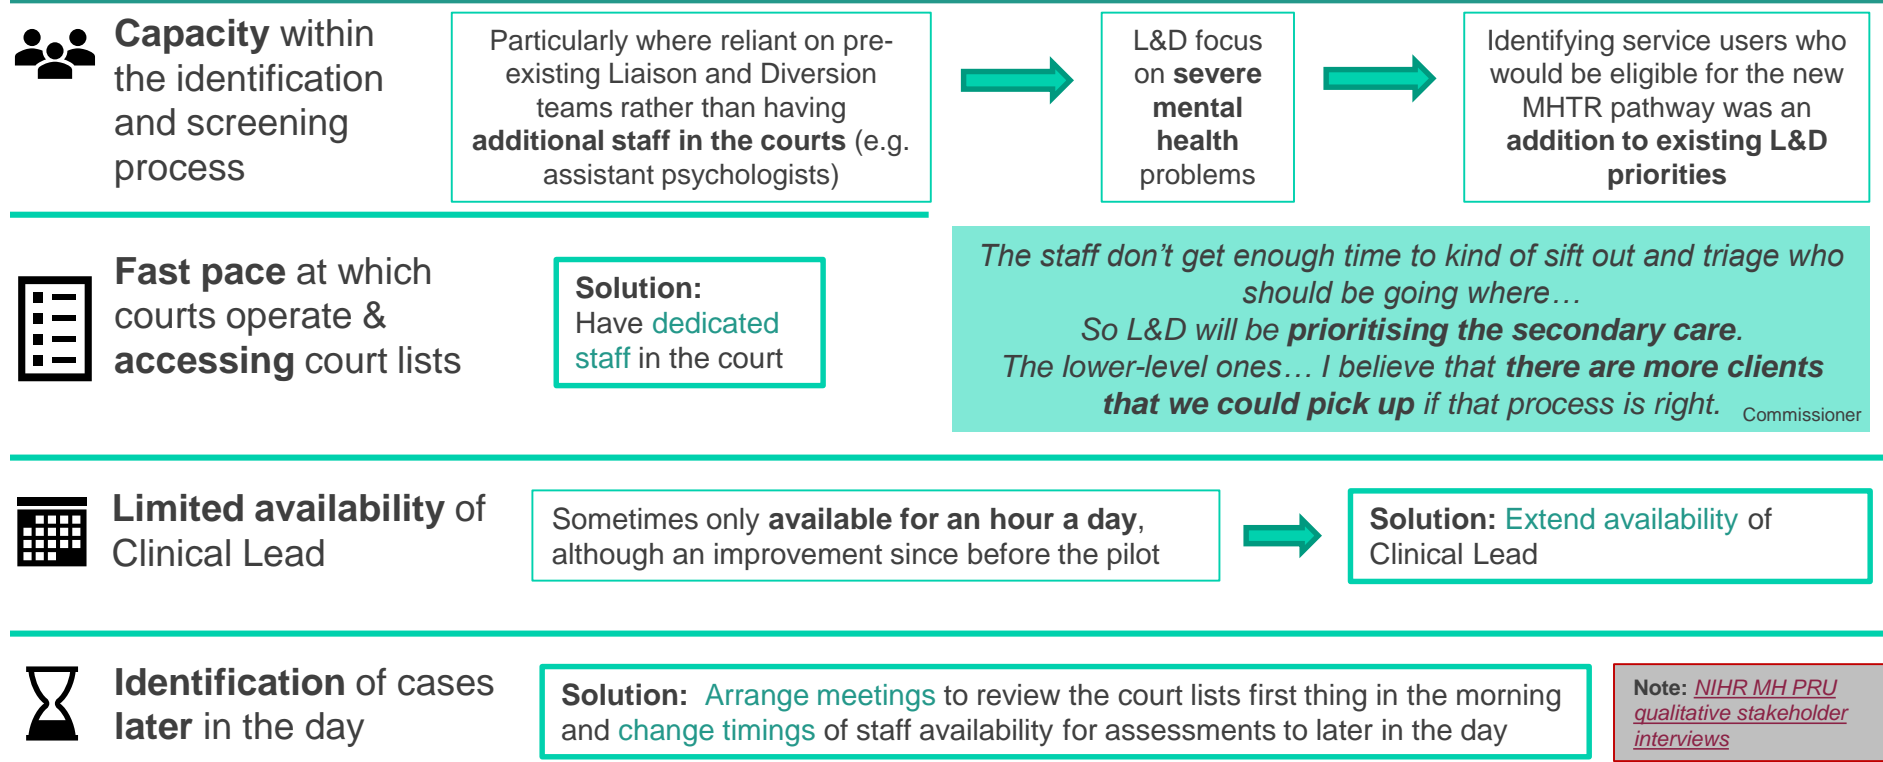 Capacity within
the identification
and screening
process
Particularly where reliant on pre-
existing Liaison and Diversion
teams rather than having
additional staff in the courts (e.g.
assistant psychologists)
L&D focus
on severe
mental
health
problems
Identifying service users who
would be eligible for the new
MHTR pathway was an
addition to existing L&D
priorities
Fast pace at which
courts operate &
accessing court lists
Solution:
Have dedicated
staff in the court
The staff don’t get enough time to kind of sift out and triage who
should be going where…
So L&D will be prioritising the secondary care.
The lower-level ones… I believe that there are more clients
that we could pick up if that process is right.
Commissioner
Limited availability of
Clinical Lead
Sometimes only available for an hour a day,
although an improvement since before the pilot
Solution: Extend availability of
Clinical Lead
Identification of cases
later in the day
Solution: Arrange meetings to review the court lists first thing in the morning
and change timings of staff availability for assessments to later in the day
Note: NIHR MH PRU
qualitative stakeholder
interviews